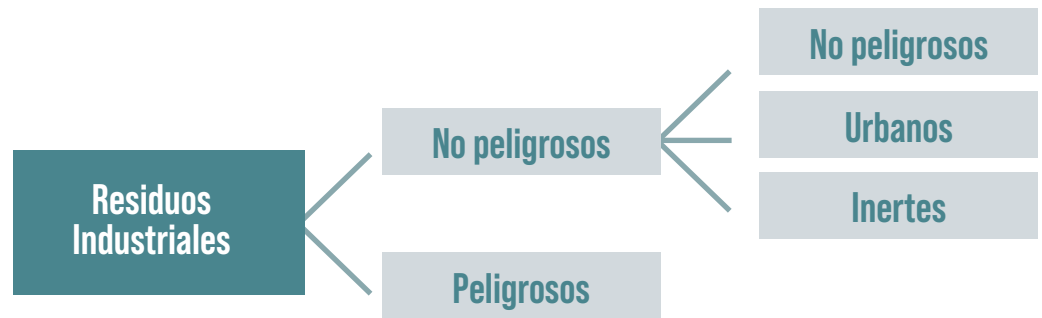 Residuos
Industriales
No peligrosos
Peligrosos
No peligrosos
Urbanos
Inertes